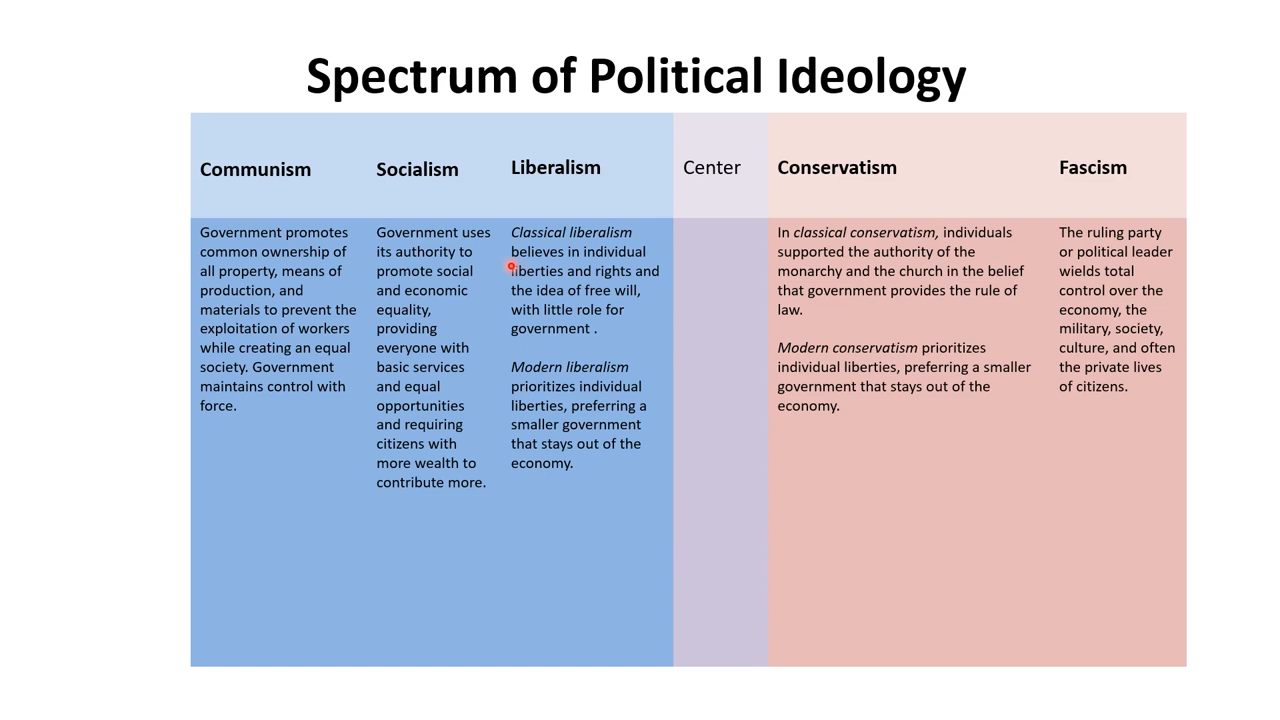 Spectrum of Political Ideology
Communism
Government promotes
common ownership of
all property, means of
production, and
materials to prevent the
exploitation of workers
while creating an equal
society. Government
maintains control with
force.
Socialism
Government uses
its authority to
promote social
and economic
equality,
providing
everyone with
basic services
and equal
opportunities
and requiring
citizens with
more wealth to
contribute more.
Liberalism
Classical liberalism
believes in individual
liberties and rights and
the idea of free will,
with little role for
government .
Modern liberalism
prioritizes individual
liberties, preferring a
smaller government
that stays out of the
economy.
Center
Conservatism
In classical conservatism, individuals
supported the authority of the
monarchy and the church in the belief
that government provides the rule of
law.
Modern conservatism prioritizes
individual liberties, preferring a smaller
government that stays out of the
economy.
Fascism
The ruling party
or political leader
wields total
control over the
economy, the
military, society,
culture, and often
the private lives
of citizens.